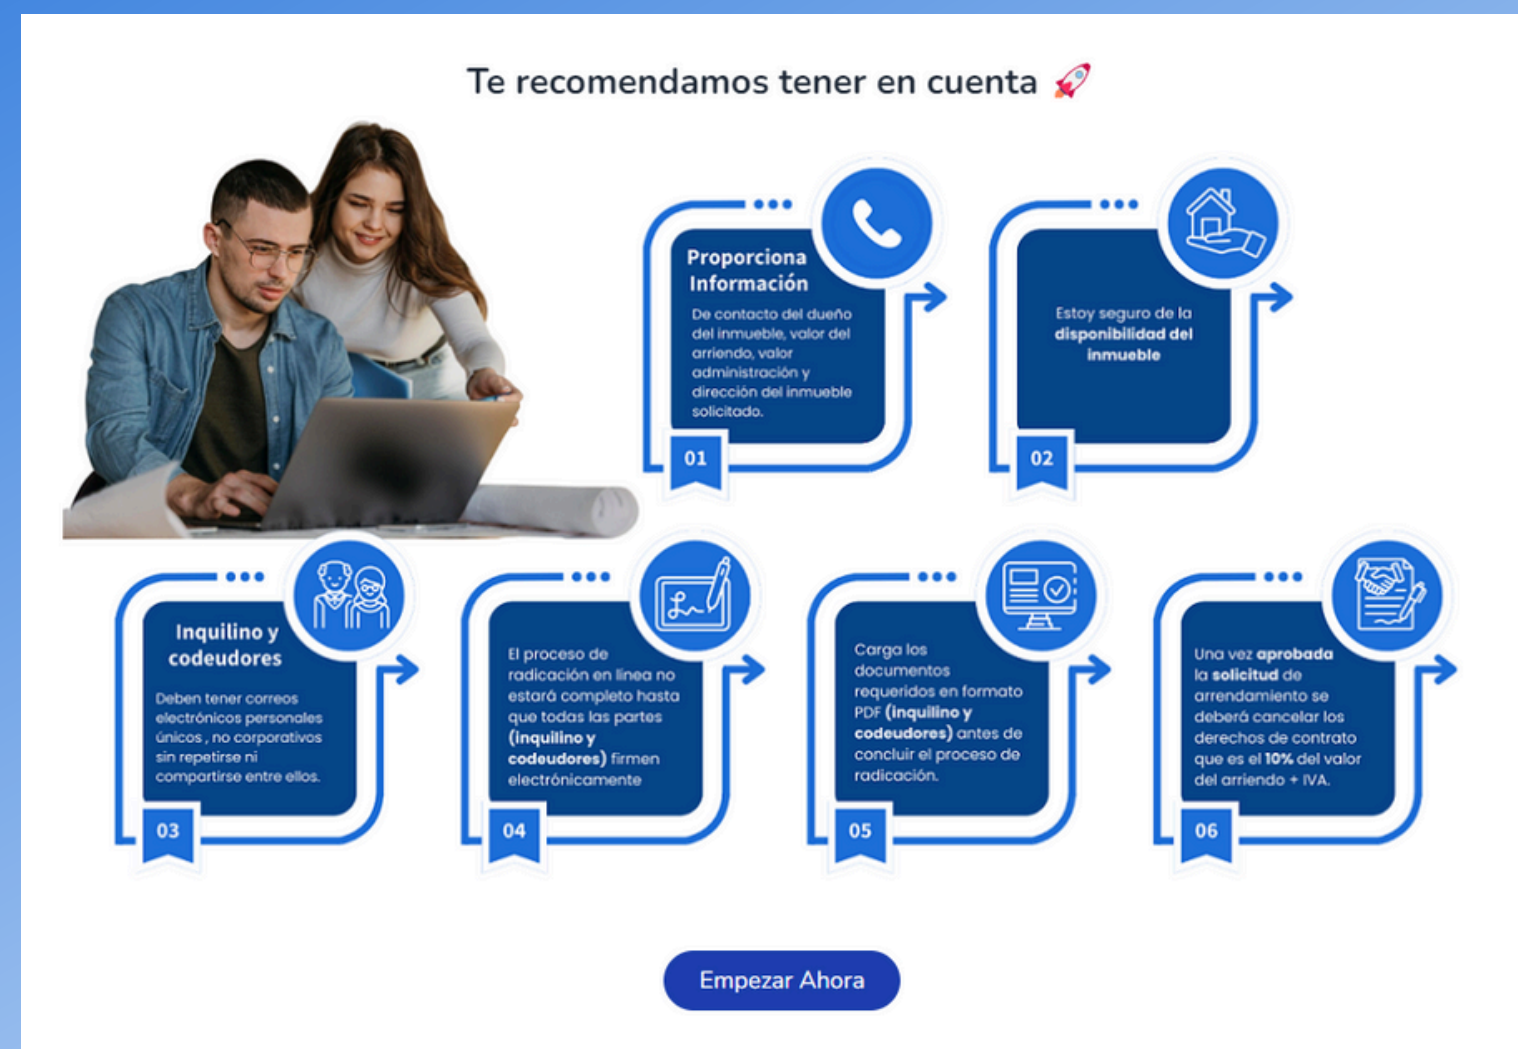 Te recomendamos tener en cuenta 🚀
Proporciona
Información
De contacto del dueño
del inmueble, valor del
arriendo, valor
administración y
dirección del inmueble
solicitado.
01
Estoy seguro de la
disponibilidad del
inmueble
02
Inquilino y
codeudores
Deben tener correos
electrónicos personales
únicos , no corporativos
sin repetirse ni
compartirse entre ellos.
03
El proceso de
radicación en línea no
estará completo hasta
que todas las partes
(inquilino y
codeudores) firmen
electrónicamente
04
Carga los
documentos
requeridos en formato
PDF (inquilino y
codeudores) antes de
concluir el proceso de
radicación.
05
Una vez aprobada
la solicitud de
arrendamiento se
deberá cancelar los
derechos de contrato
que es el 10% del valor
del arriendo + IVA.
06
Empezar Ahora